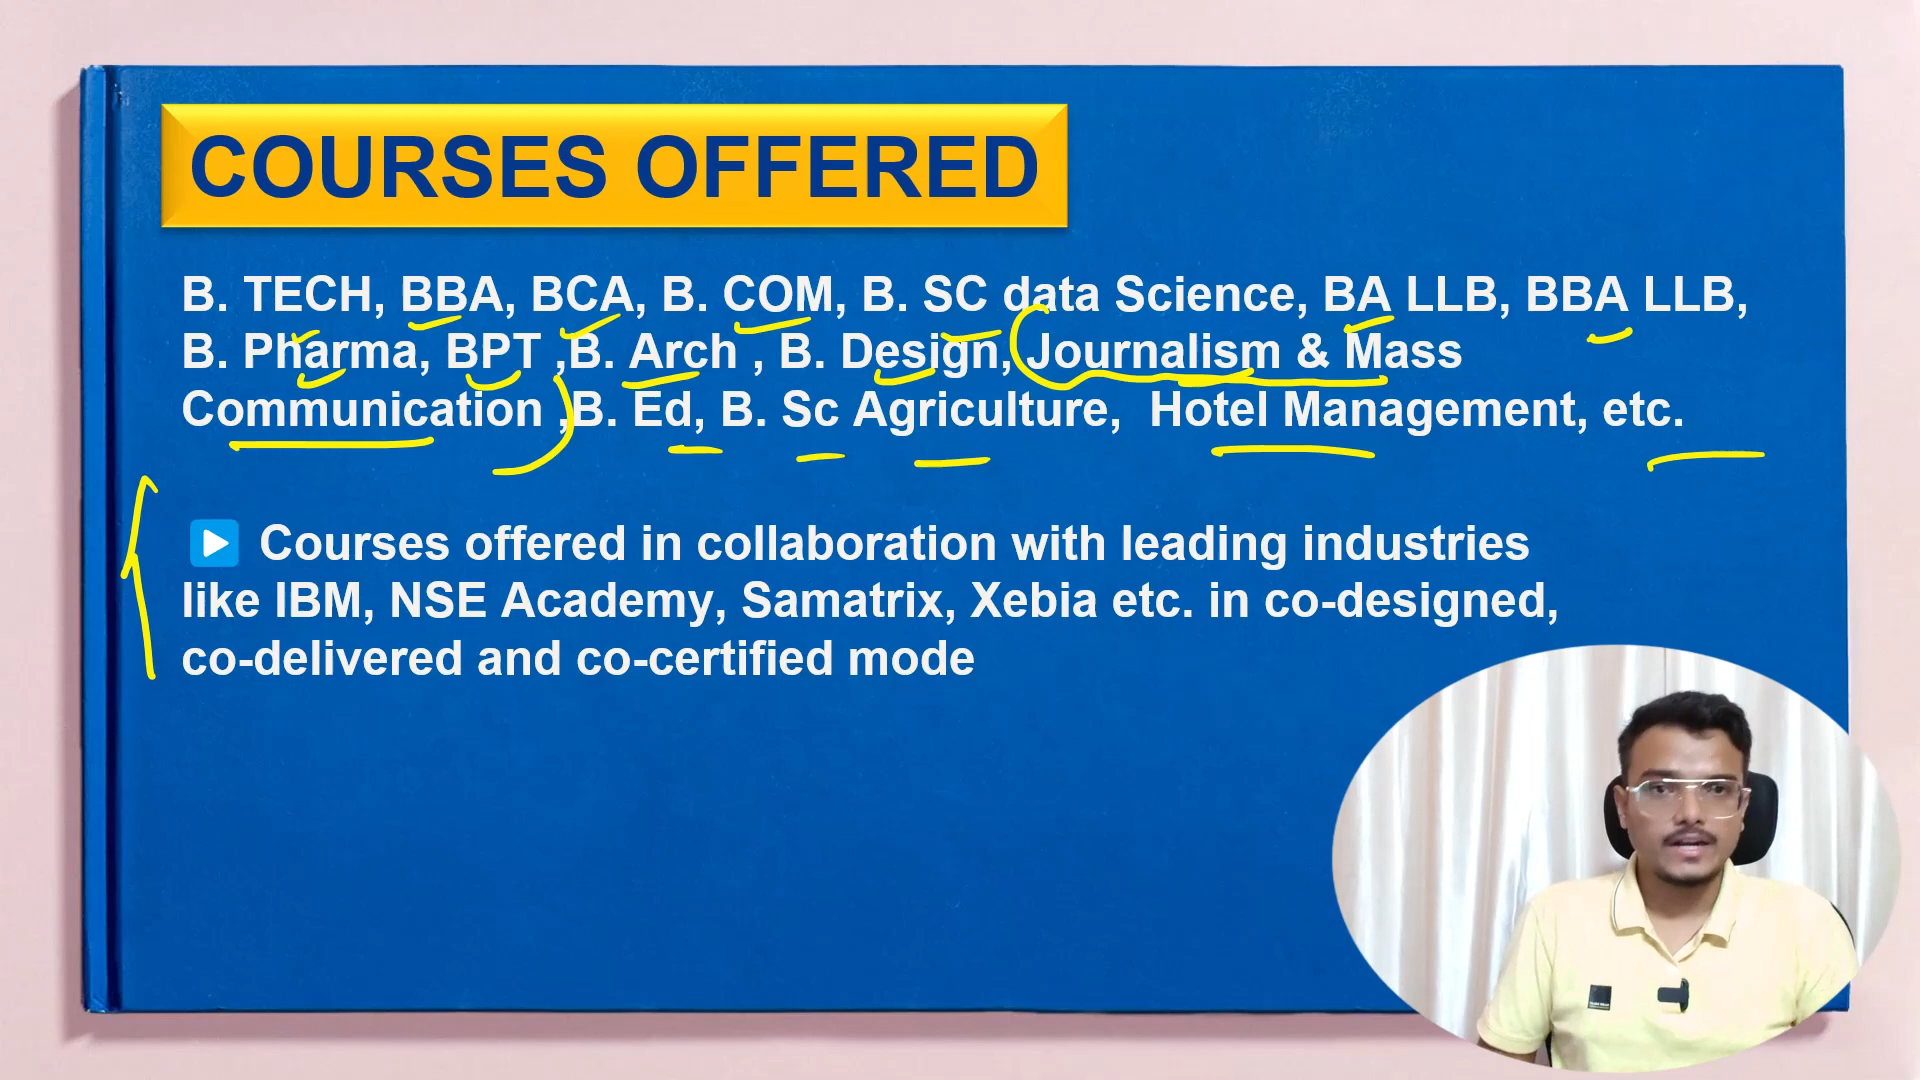 COURSES OFFERED
B. TECH, BBA, BCA, B. COM, B. SC data Science, BA LLB, BBA LLB,
B. Pharma, BPT ,B. Arch , B. Design, Journalism & Mass
Communication ,B. Ed, B. Sc Agriculture, Hotel Management, etc.
Courses offered in collaboration with leading industries
like IBM, NSE Academy, Samatrix, Xebia etc. in co-designed,
co-delivered and co-certified mode